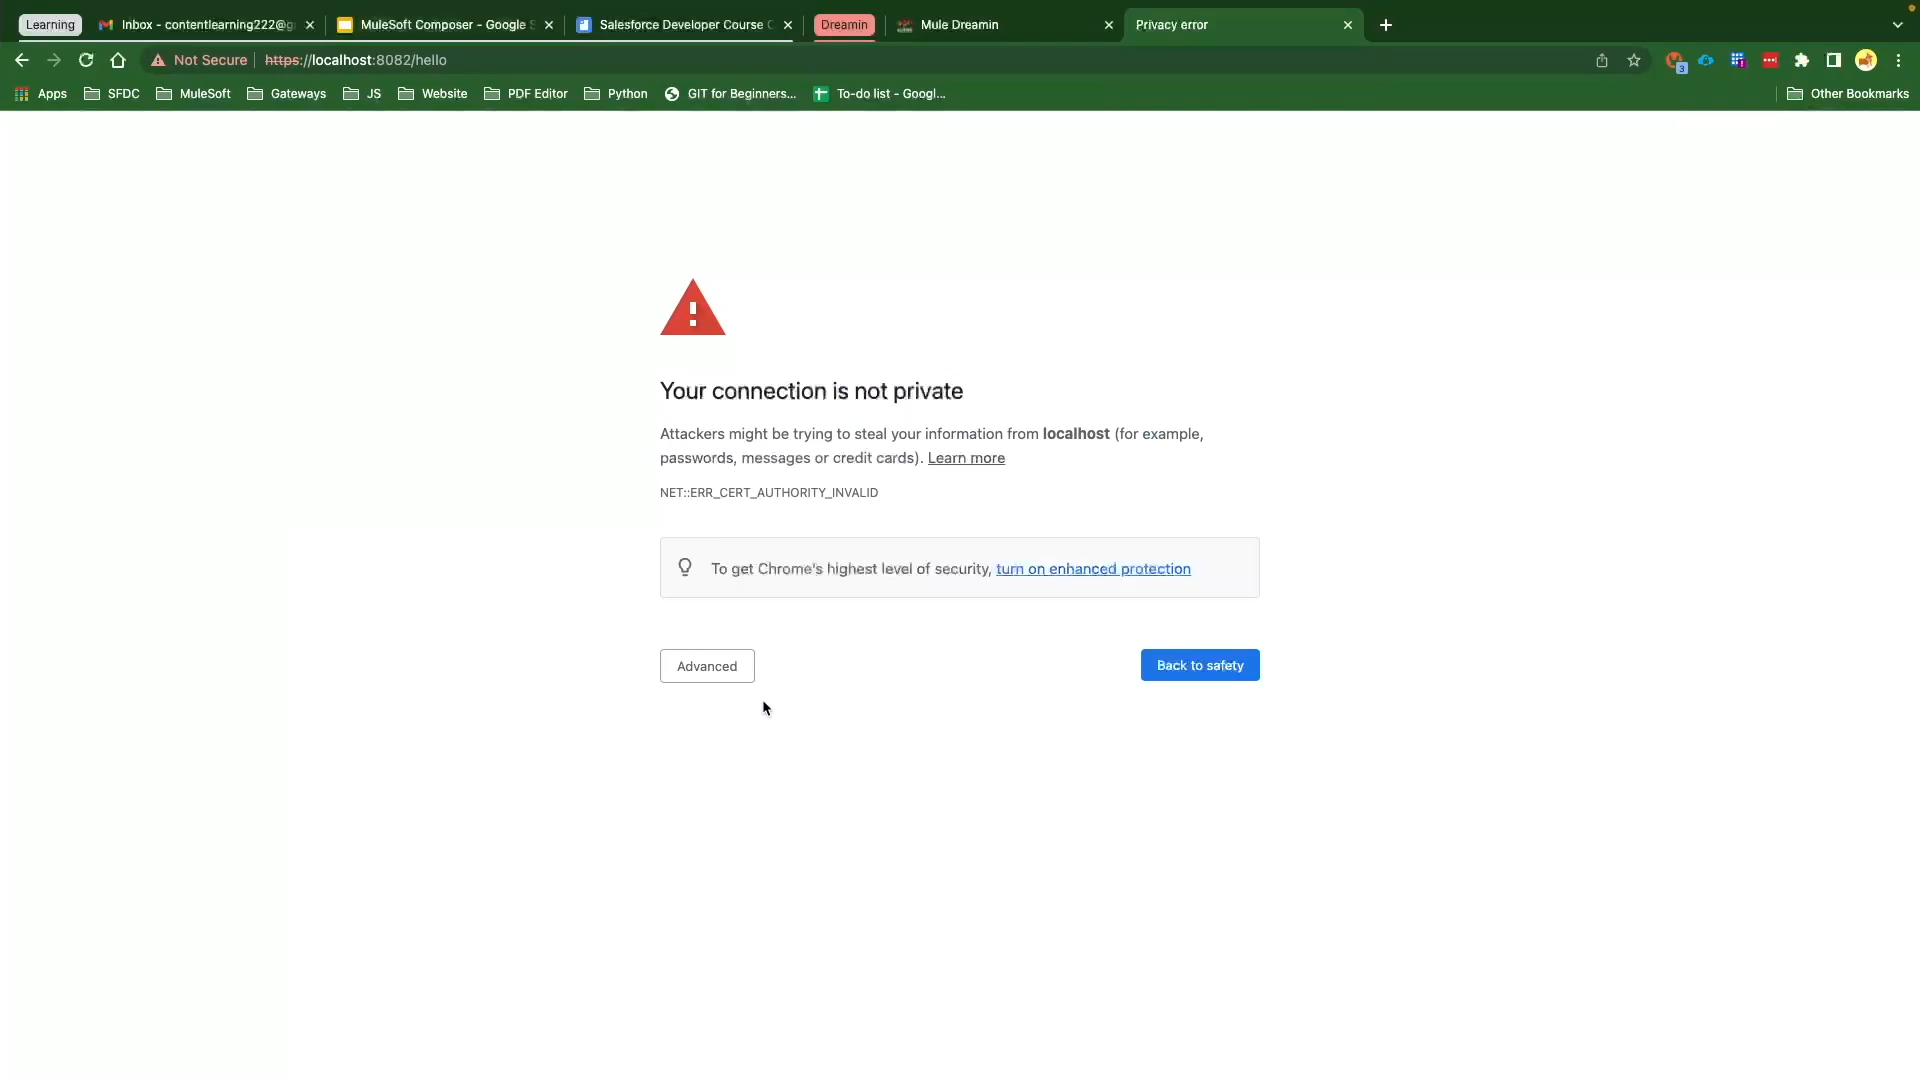 Learning
Inbox - contentlearning222@g
MuleSoft Composer - Google S
Salesforce Developer Course C
Dreamin
Mule Dreamin
Privacy error
Not Secure
https://localhost:8082/hello
3
Apps
SFDC
MuleSoft
Gateways
JS
Website
PDF Editor
Python
GIT for Beginners...
To-do list - Googl...
Other Bookmarks
Your connection is not private
Attackers might be trying to steal your information from localhost (for example,
passwords, messages or credit cards). Learn more
NET::ERR_CERT_AUTHORITY_INVALID
To get Chrome's highest level of security, turn on enhanced protection
Advanced
Back to safety